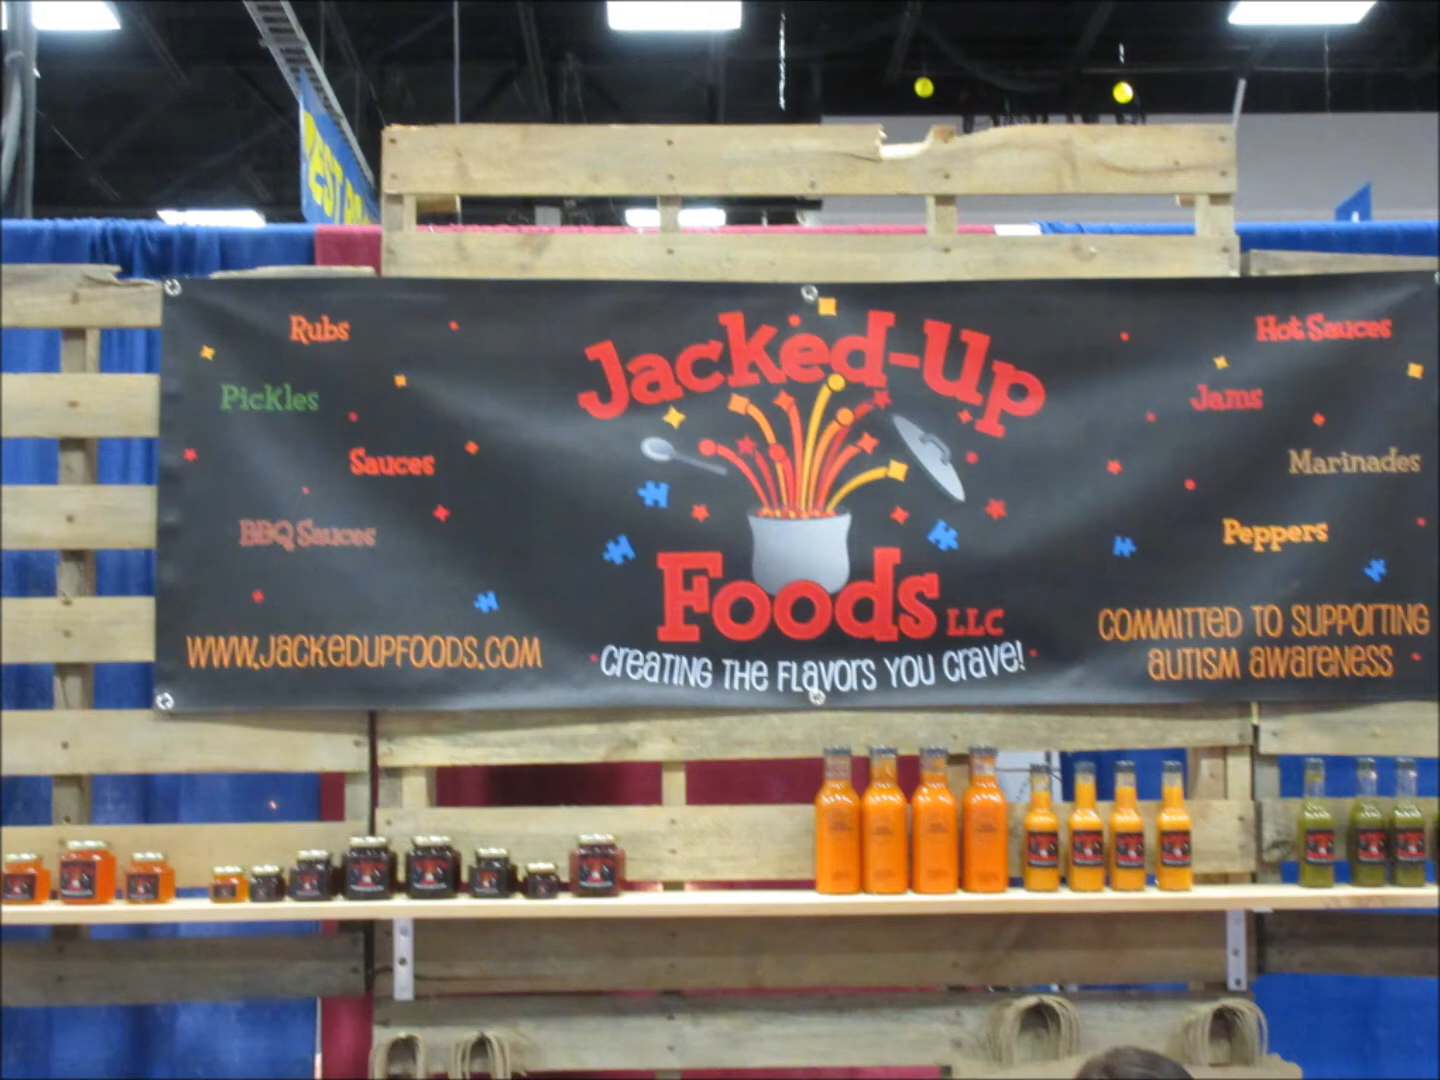 Rubs
Pickles
Sauces
BBQ Sauces
WWW.JACKEDUPFOODS.COM
Jacked-Up
Foods LLC
CREATING THE FLAVORS YOU CRAVE!
Hot Sauces
Jams
Marinades
Peppers
COMMITTED TO SUPPORTING
AUTISM AWARENESS